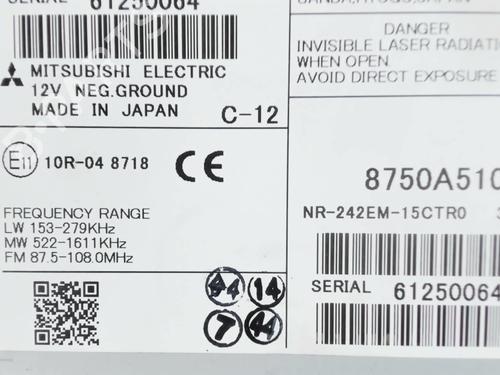 SERIAL 61250064
MITSUBISHI ELECTRIC
12V NEG.GROUND
MADE IN JAPAN
C-12
E11 10R-04 8718 CE
FREQUENCY RANGE
LW 153-279KHz
MW 522-1611KHz
FM 87.5-108.0MHz
14
7 44
DANGER
INVISIBLE LASER RADIATI
WHEN OPEN
AVOID DIRECT EXPOSURE
8750A510
NR-242EM-15CTR0
SERIAL 61250064